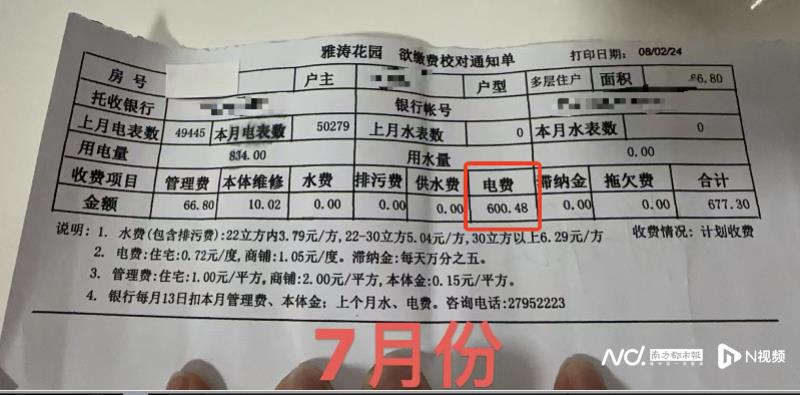 雅涛花园 欲缴费校对通知单 打印日期: 08/02/24
房号 户主 户型 多层住户 面积 66.80
托收银行 银行帐号
上月电表数 49445 本月电表数 50279 上月水表数 0 本月水表数 0
用电量 834.00 用水量 0.00
收费项目 管理费 本体维修 水费 排污费 供水费 电费 滞纳金 拖欠费 合计
金额 66.80 10.02 0.00 0.00 0.00 600.48 0.00 0.00 677.30
说明: 1. 水费(包含排污费):22立方内3.79元/方,22-30立方5.04元/方,30立方以上6.29元/方 收费情况: 计划收费
2. 电费:住宅:0.72元/度, 商铺:1.05元/度。滞纳金:每天万分之五。
3. 管理费:住宅:1.00元/平方, 商铺:2.00元/平方, 本体金:0.15元/平方。
4. 银行每月13日扣本月管理费、本体金; 上个月水、电费。咨询电话:27952223
7月份
南方都市报 N视频